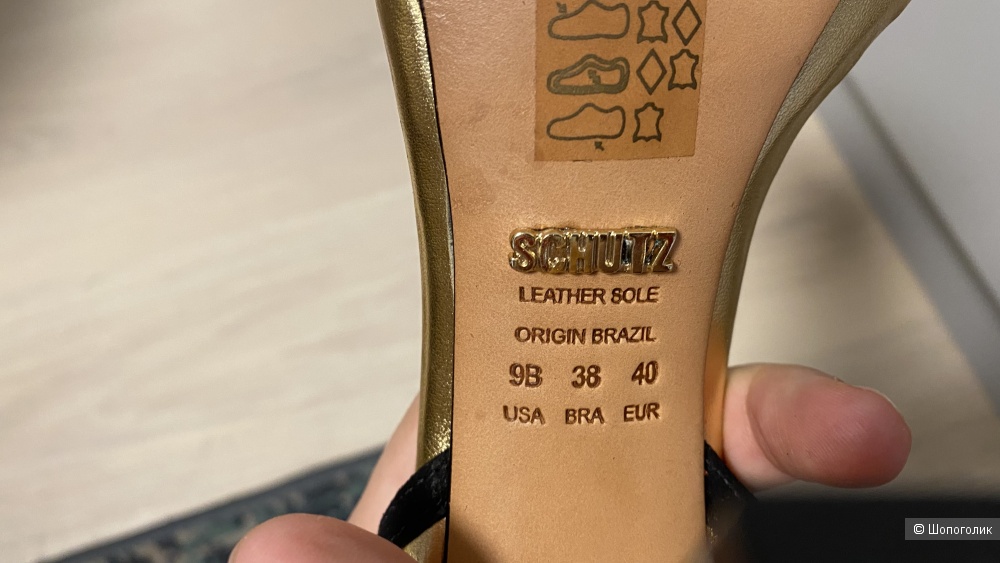 SCHUTZ
LEATHER SOLE
ORIGIN BRAZIL
9B 38 40
USA BRA EUR
© Шопоголик